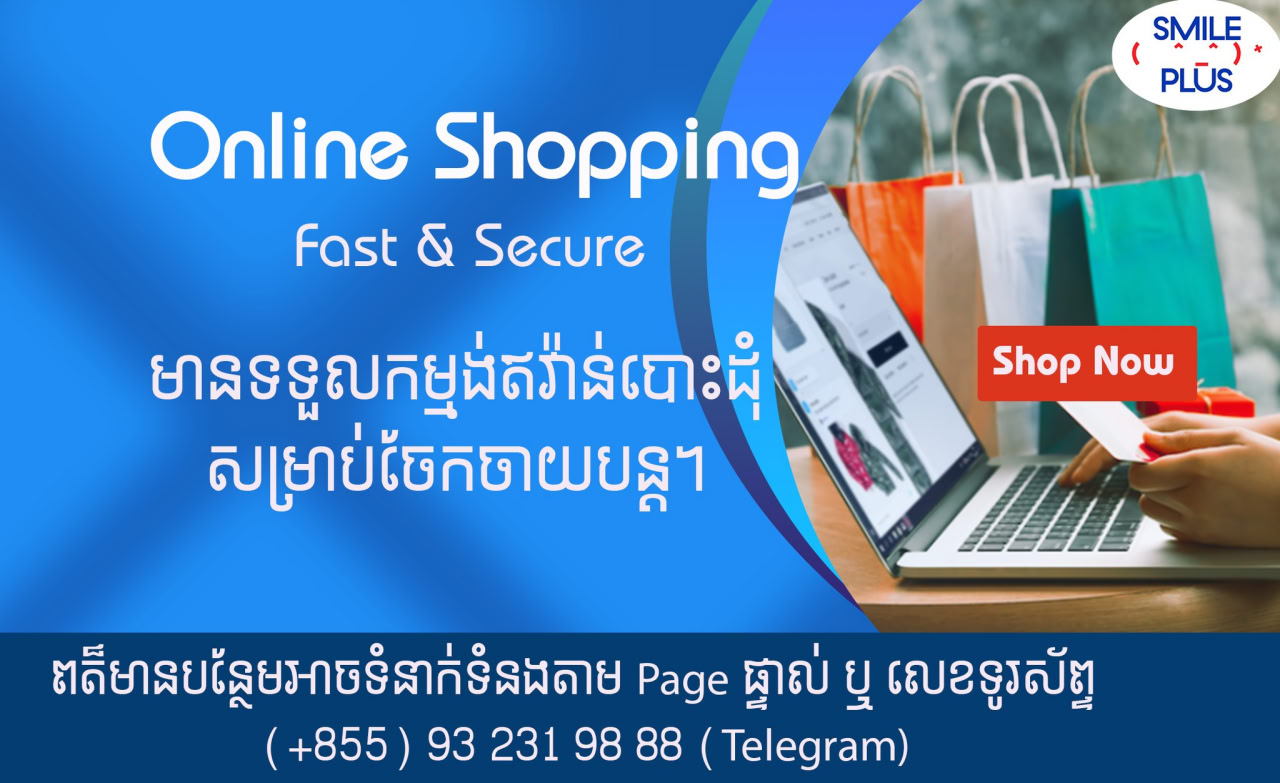 SMILE
PLUS
Online Shopping
Fast & Secure
មានទទួលកម្មង់ឥវ៉ាន់បោះដុំ
សម្រាប់ចែកចាយបន្ត។
Shop Now
ពត៌មានបន្ថែមអាចទំនាក់ទំនងតាម Page ផ្ទាល់ ឬ លេខទូរស័ព្ទ
( +855 ) 93 231 98 88 ( Telegram)